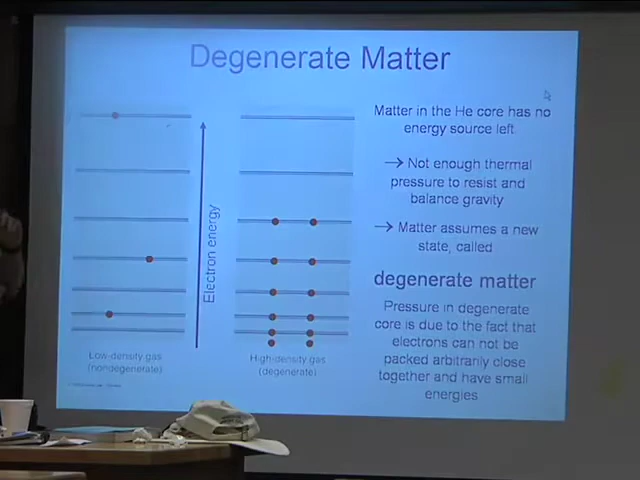 Degenerate Matter
Matter in the He core has no
energy source left.
→ Not enough thermal
pressure to resist and
balance gravity
→ Matter assumes a new
state, called
degenerate matter
Pressure in degenerate
core is due to the fact that
electrons can not be
packed arbitrarily close
together and have small
energies
Electron energy
Low-density gas
(nondegenerate)
High-density gas
(degenerate)